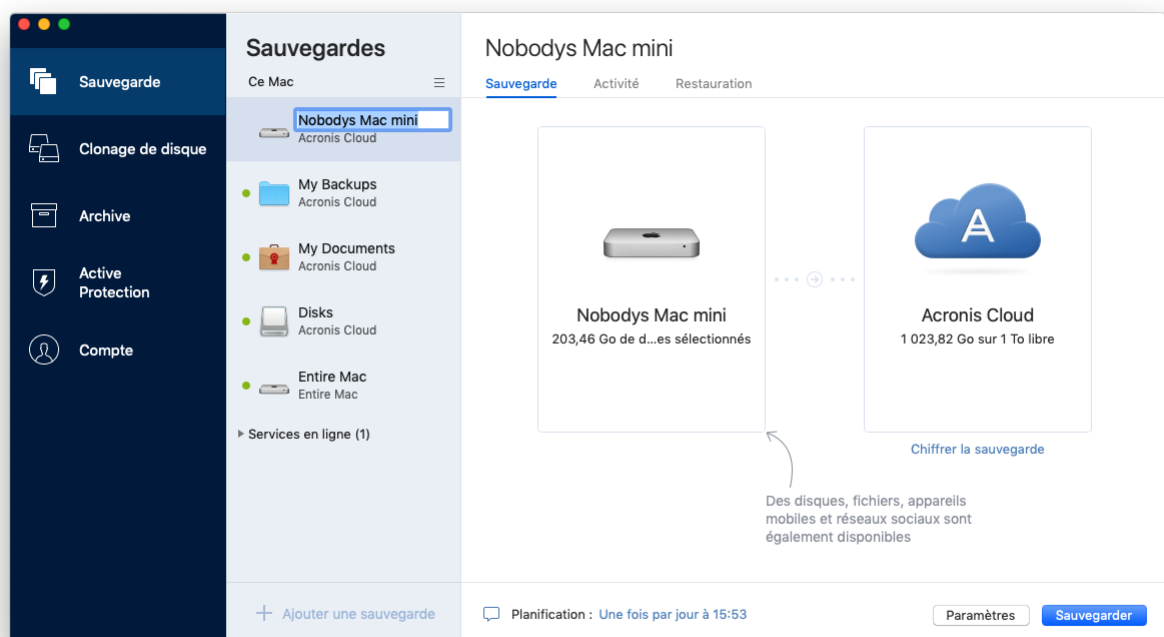 Sauvegarde
Clonage de disque
Archive
Active
Protection
Compte
Sauvegardes
Ce Mac
Nobodys Mac mini
Acronis Cloud
My Backups
Acronis Cloud
My Documents
Acronis Cloud
Disks
Acronis Cloud
Entire Mac
Entire Mac
Services en ligne (1)
Ajouter une sauvegarde
Nobodys Mac mini
Sauvegarde Activité Restauration
Nobodys Mac mini
203,46 Go de d...es sélectionnés
A
Acronis Cloud
1 023,82 Go sur 1 To libre
Chiffrer la sauvegarde
Des disques, fichiers, appareils
mobiles et réseaux sociaux sont
également disponibles
Planification : Une fois par jour à 15:53
Paramètres
Sauvegarder